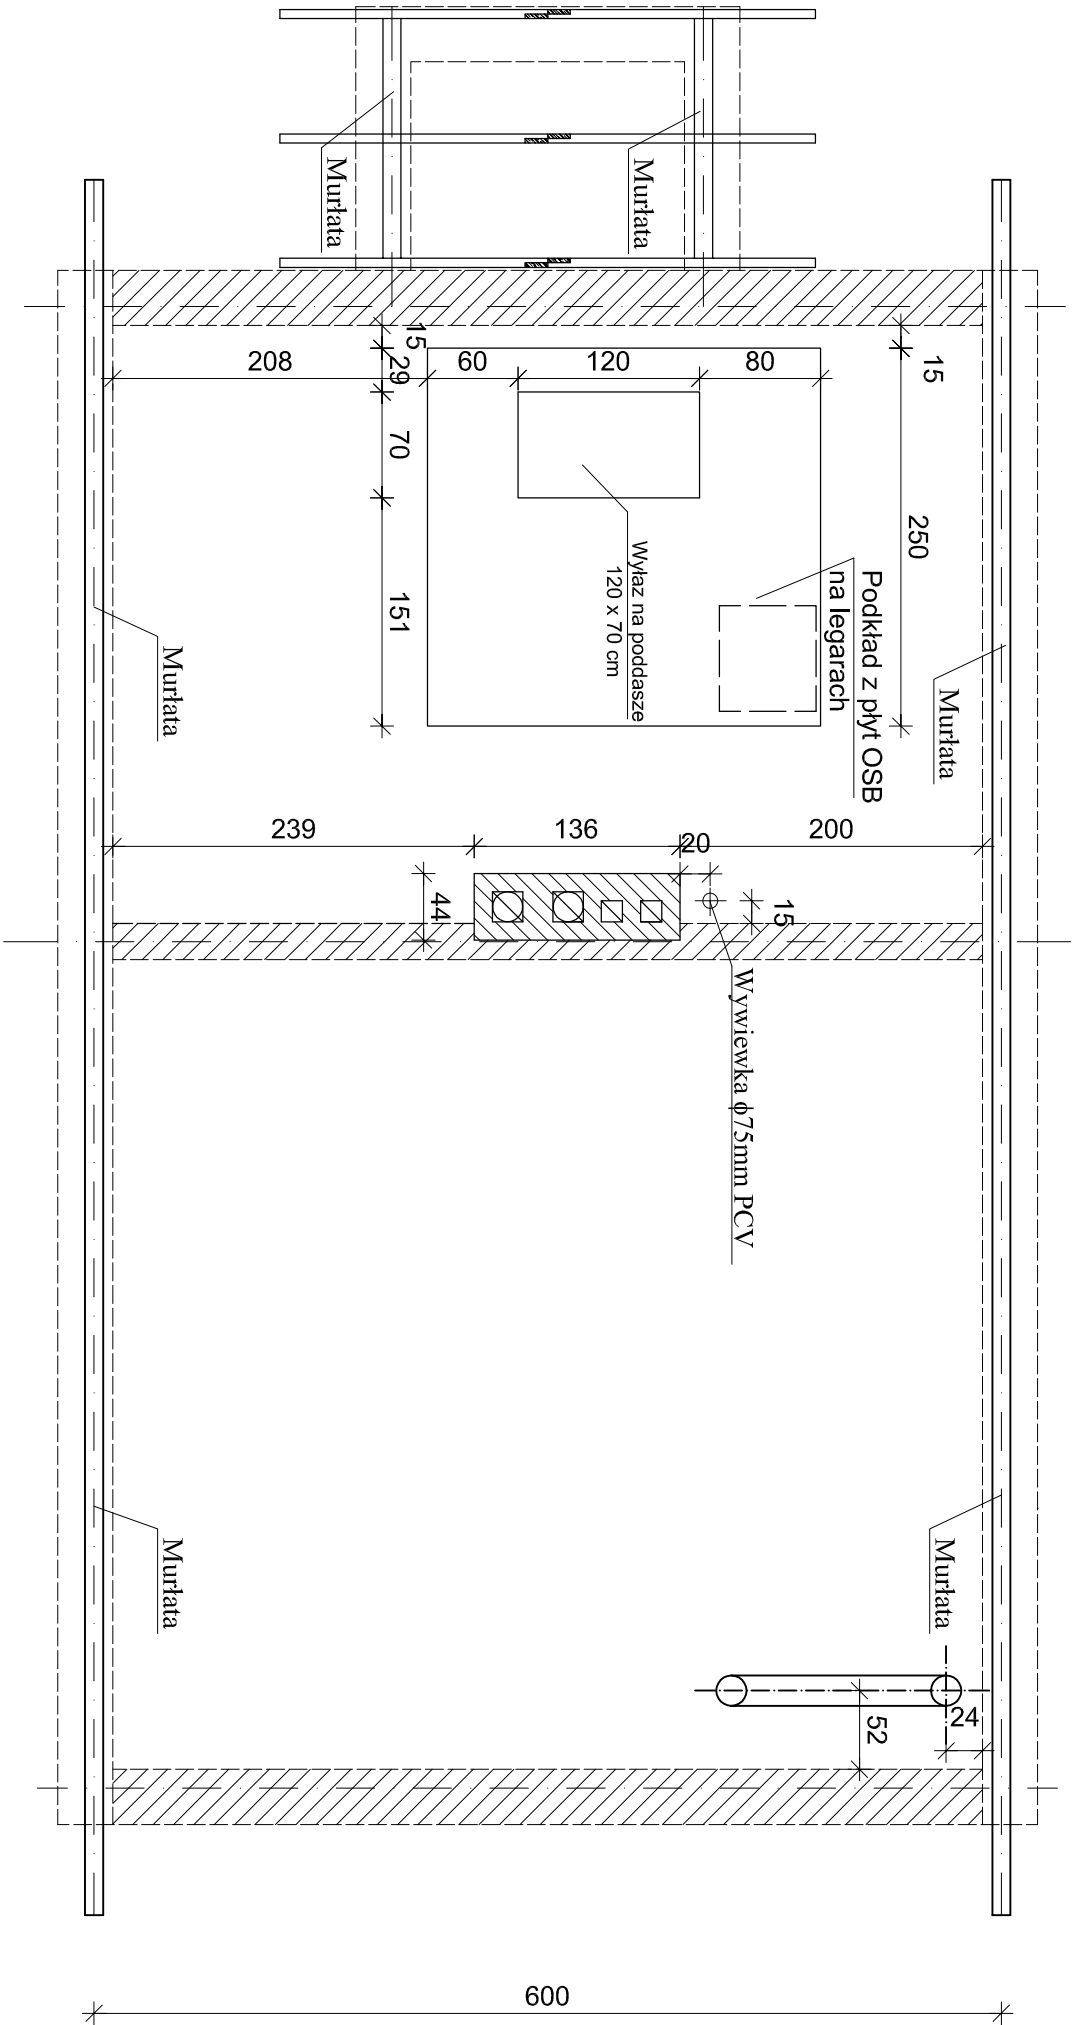 Murłata
Murłata
15
208
29
60
120
80
15
70
250
151
Wyłaz na poddasze
120 x 70 cm
Podkład z płyt OSB
na legarach
Murłata
Murłata
239
136
20
200
44
15
Wywiewka ϕ75mm PCV
Murłata
Murłata
24
52
600